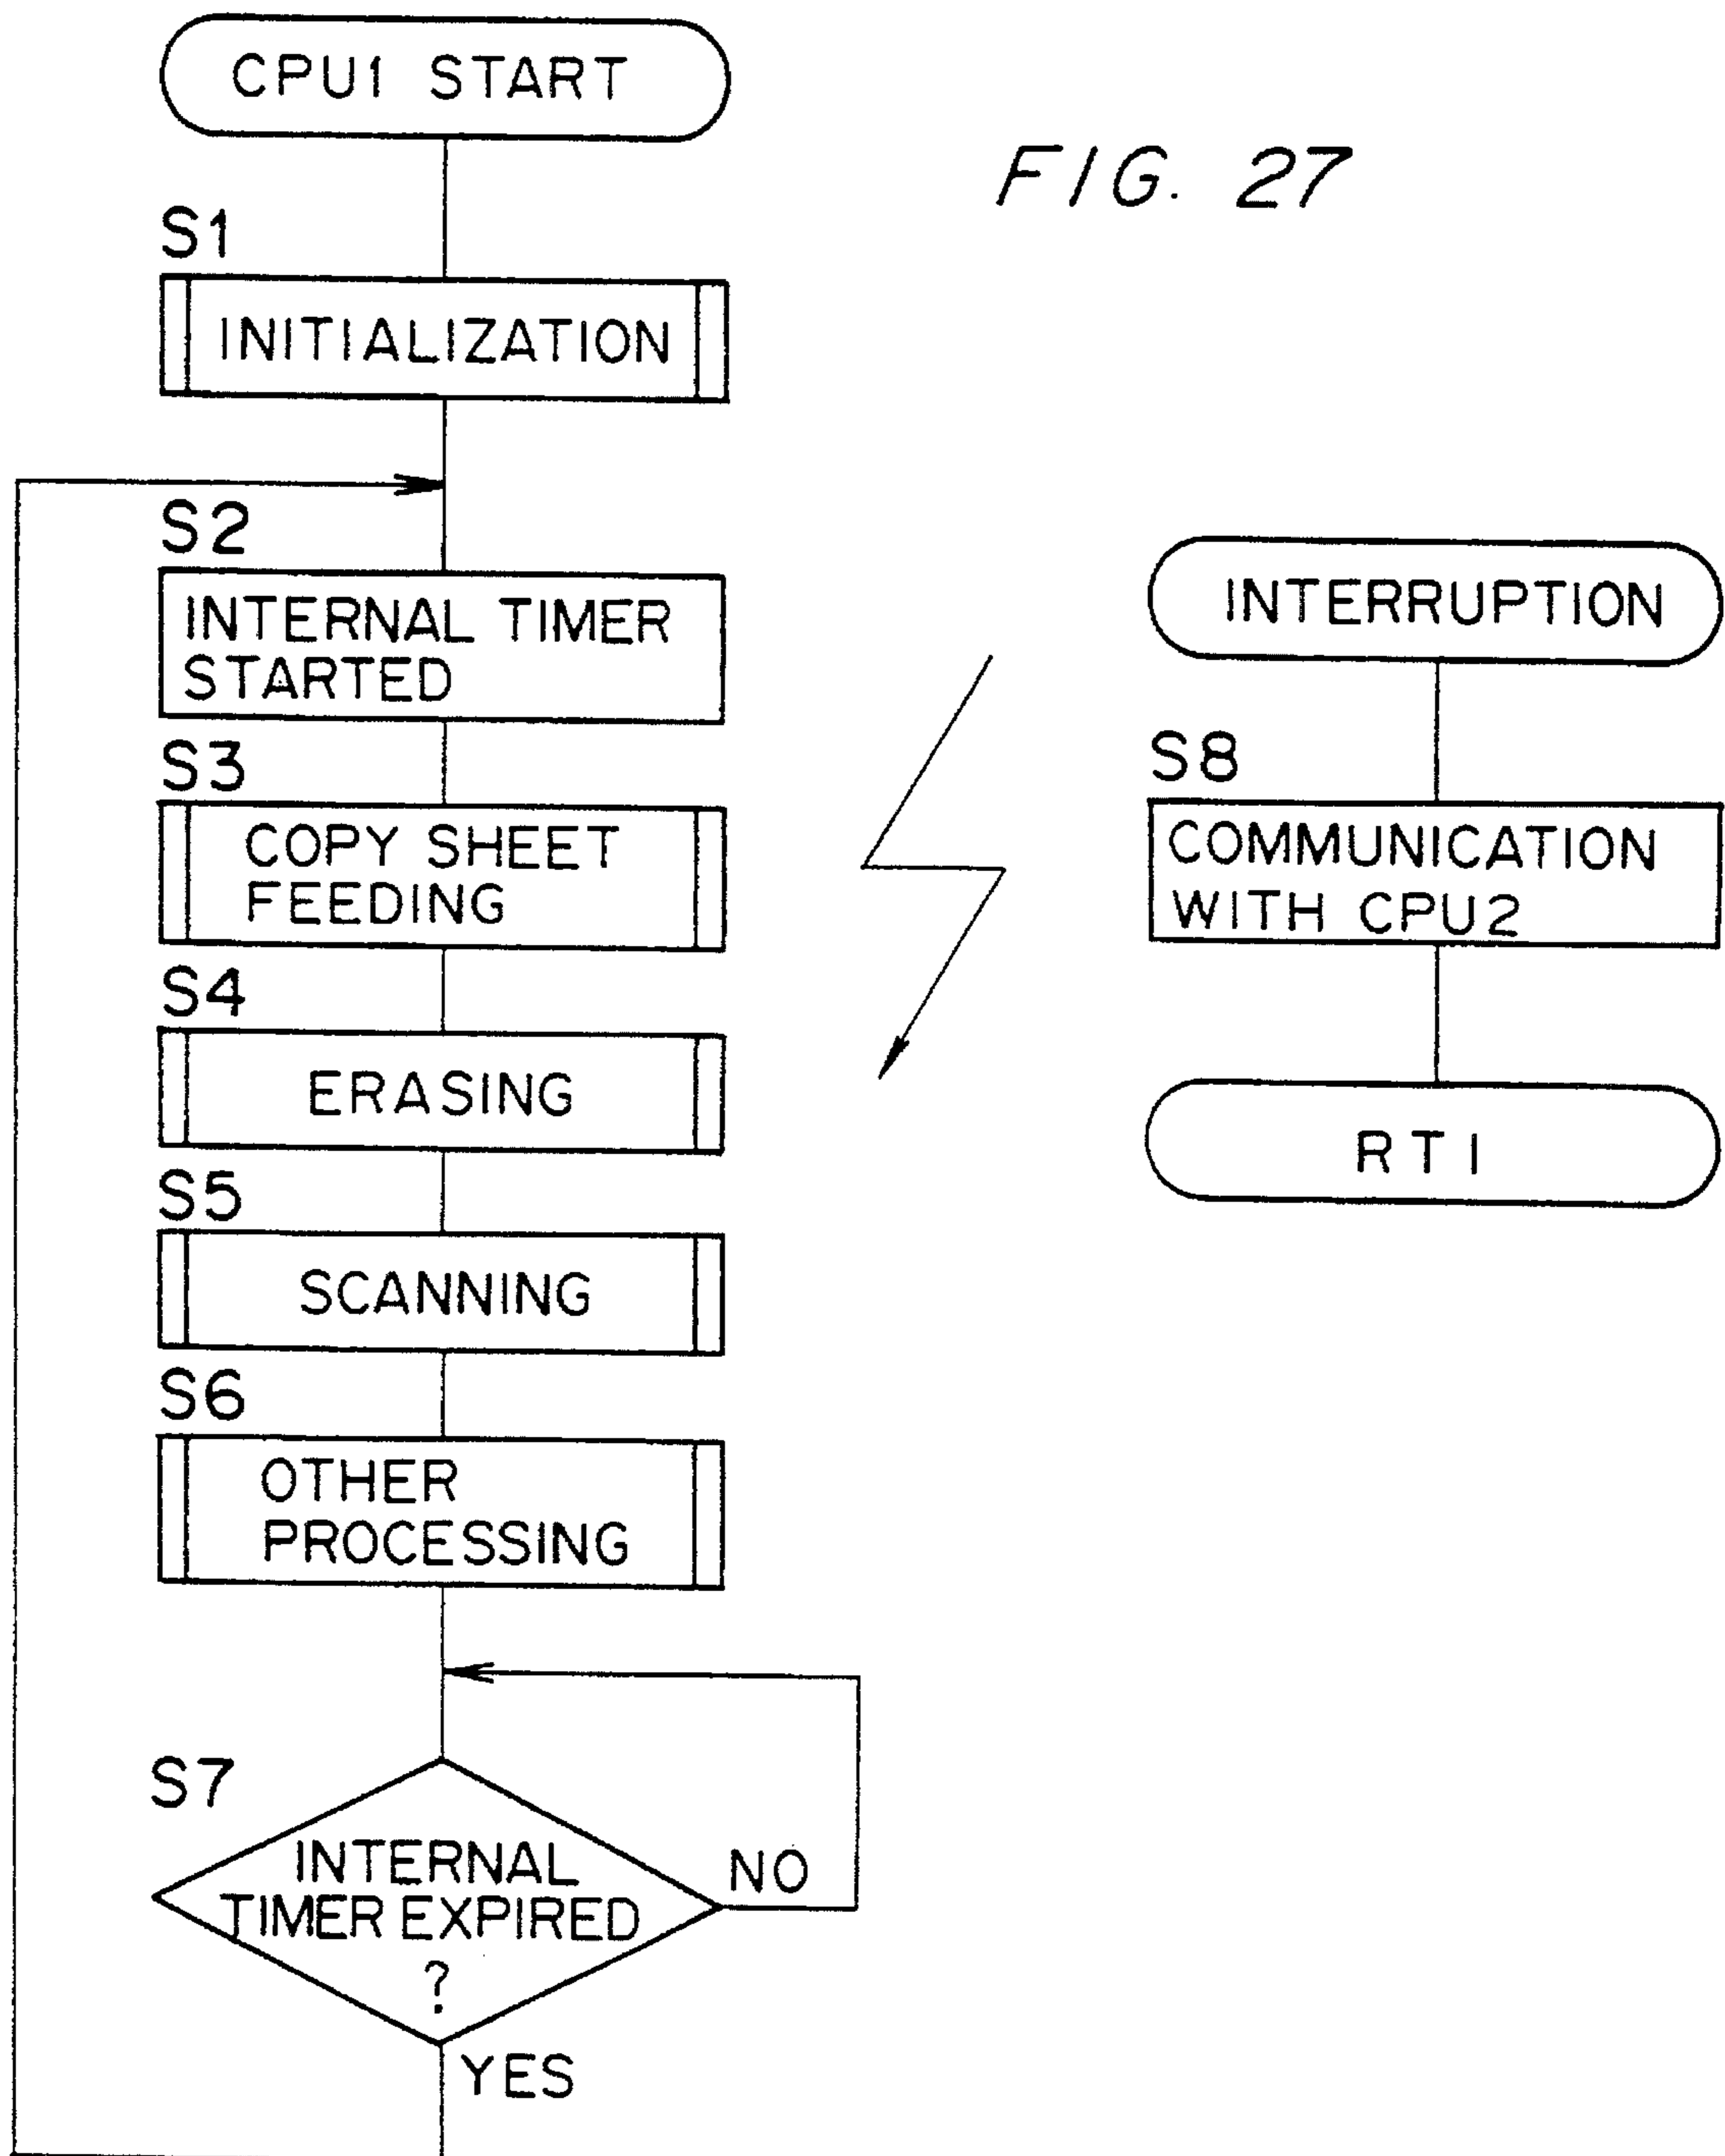 CPU1 START
FIG. 27
S1
INITIALIZATION
S2
INTERNAL TIMER
STARTED
S3
COPY SHEET
FEEDING
S4
ERASING
S5
SCANNING
S6
OTHER
PROCESSING
S7
INTERNAL
TIMER EXPIRED
?
NO
YES
INTERRUPTION
S8
COMMUNICATION
WITH CPU2
RTI